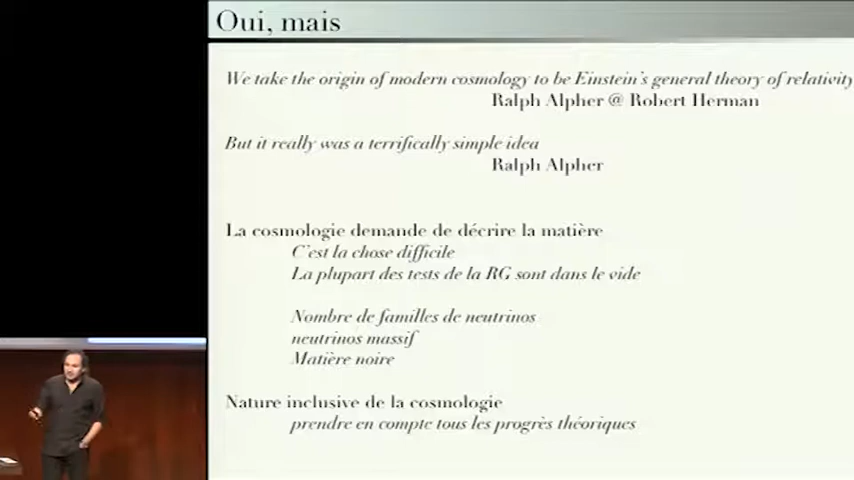 Oui, mais
We take the origin of modern cosmology to be Einstein's general theory of relativity
Ralph Alpher @ Robert Herman
But it really was a terrifically simple idea
Ralph Alpher
La cosmologie demande de décrire la matière
C'est la chose difficile
La plupart des tests de la RG sont dans le vide
Nombre de familles de neutrinos
neutrinos massif
Matière noire
Nature inclusive de la cosmologie
prendre en compte tous les progrès théoriques